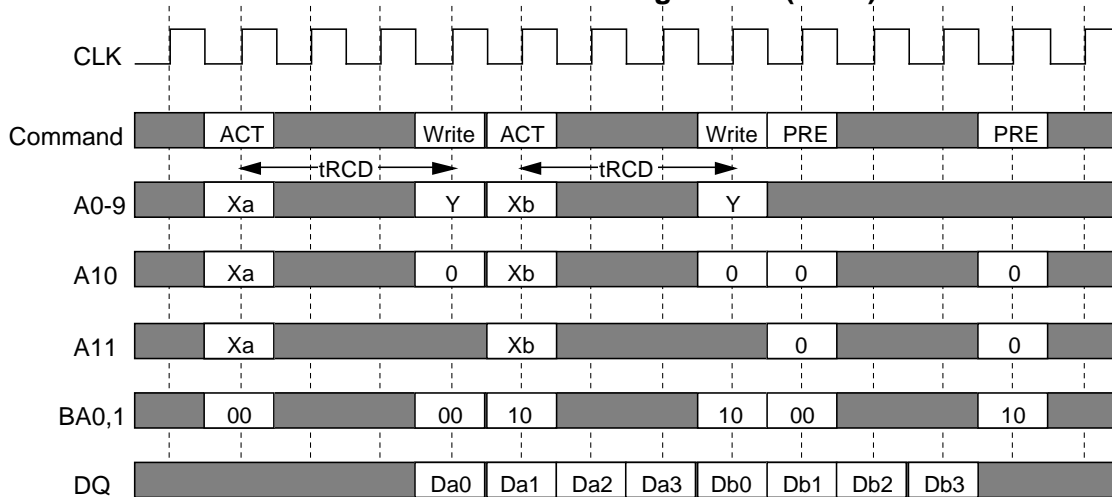 CLK
Command ACT Write ACT Write PRE PRE
tRCD tRCD
A0-9 Xa Y Xb Y
A10 Xa 0 Xb 0 0 0
A11 Xa Xb 0 0
BA0,1 00 00 10 10 00 10
DQ Da0 Da1 Da2 Da3 Db0 Db1 Db2 Db3